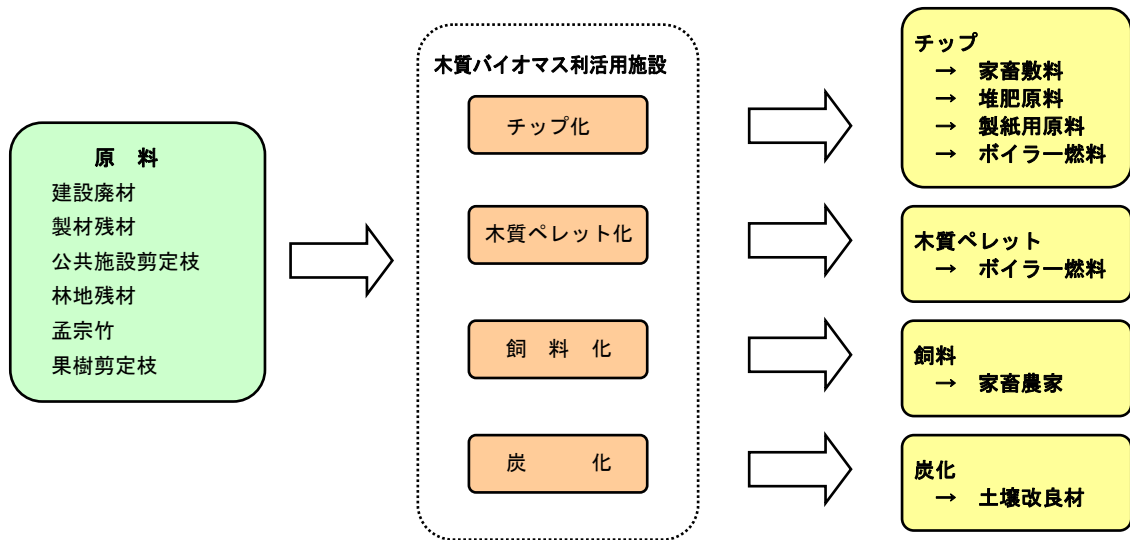 原　料
建設廃材
製材残材
公共施設剪定枝
林地残材
孟宗竹
果樹剪定枝
木質バイオマス利活用施設
チップ化
木質ペレット化
飼　料　化
炭　　　化
チップ
→　家畜敷料
→　堆肥原料
→　製紙用原料
→　ボイラー燃料
木質ペレット
→　ボイラー燃料
飼料
→　家畜農家
炭化
→　土壌改良材